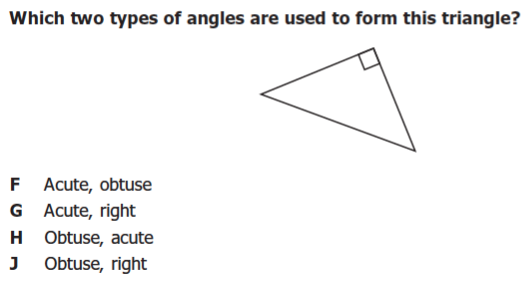 Which two types of angles are used to form this triangle?
F Acute, obtuse
G Acute, right
H Obtuse, acute
J Obtuse, right